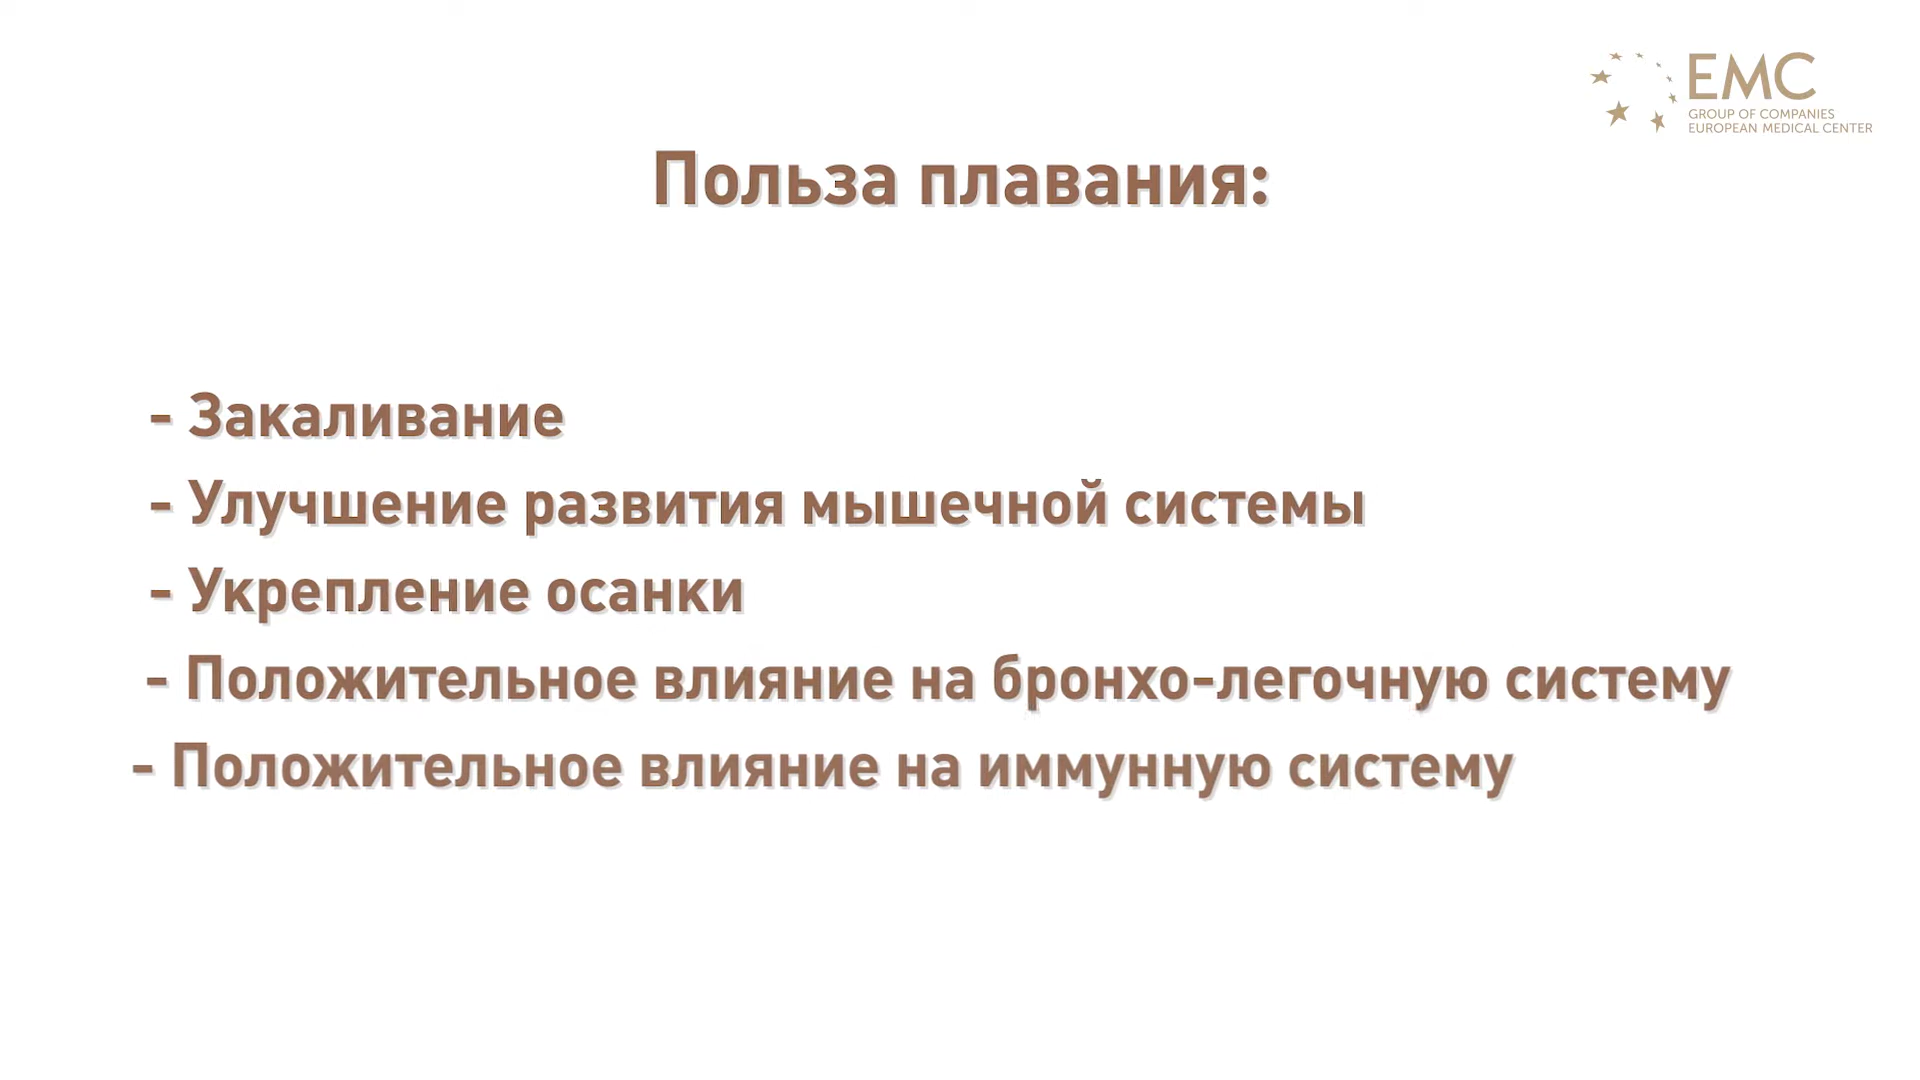 EMC
GROUP OF COMPANIES
EUROPEAN MEDICAL CENTER
Польза плавания:
- Закаливание
- Улучшение развития мышечной системы
- Укрепление осанки
- Положительное влияние на бронхо-легочную систему
- Положительное влияние на иммунную систему